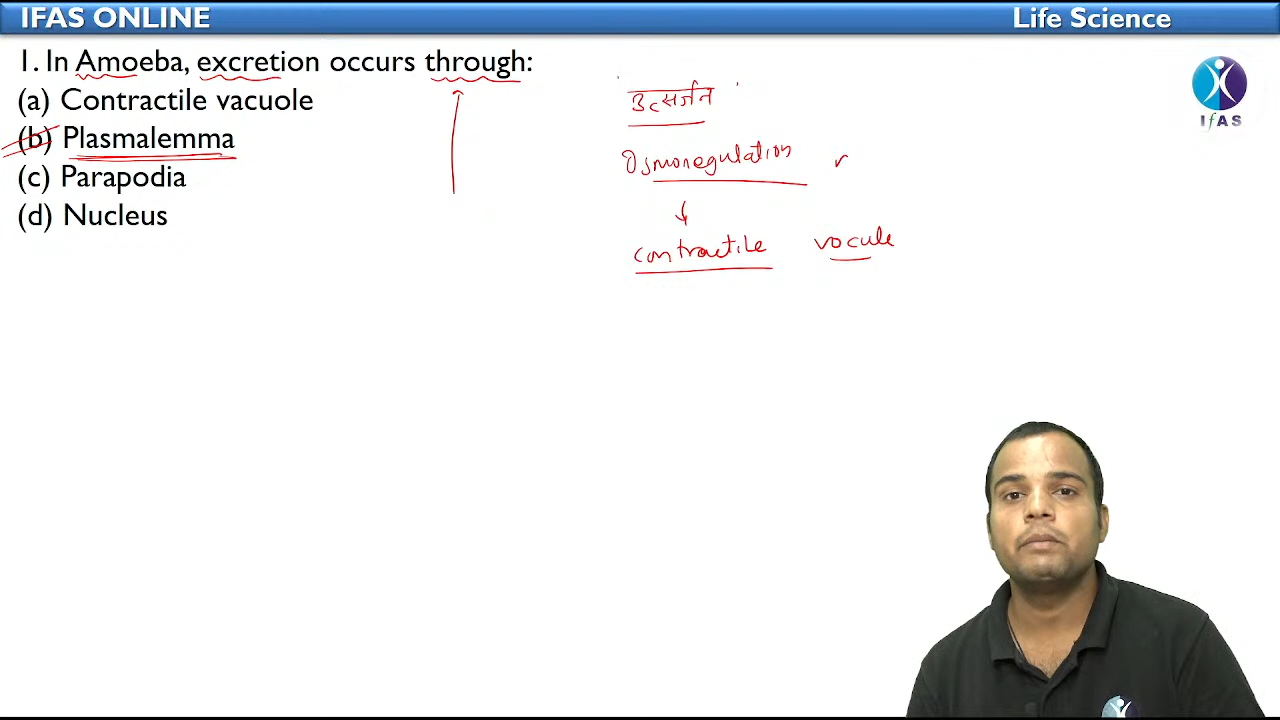 IFAS ONLINE
Life Science
1. In Amoeba, excretion occurs through:
(a) Contractile vacuole
(b) Plasmalemma
(c) Parapodia
(d) Nucleus
उत्सर्जन
Osmoregulation
contractile vocule
IFAS